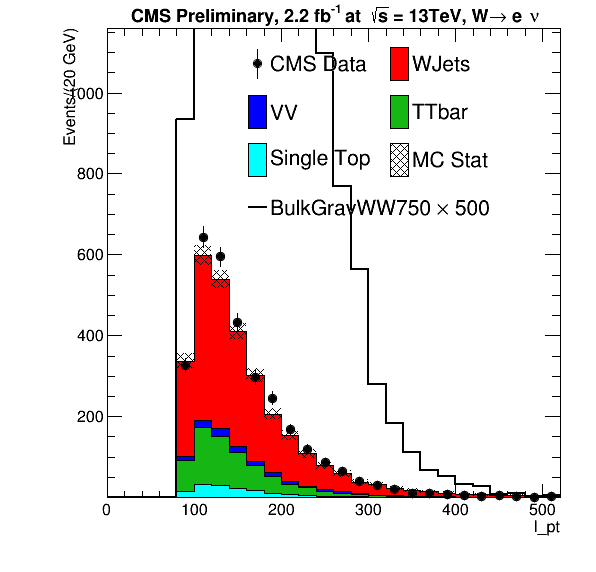 CMS Preliminary, 2.2 fb⁻¹ at √s = 13TeV, W→ e ν
Events/(20 GeV)
CMS Data
WJets
VV
TTbar
Single Top
MC Stat
BulkGravWW750 × 500
1000
800
600
400
200
0 100 200 300 400 500
l_pt